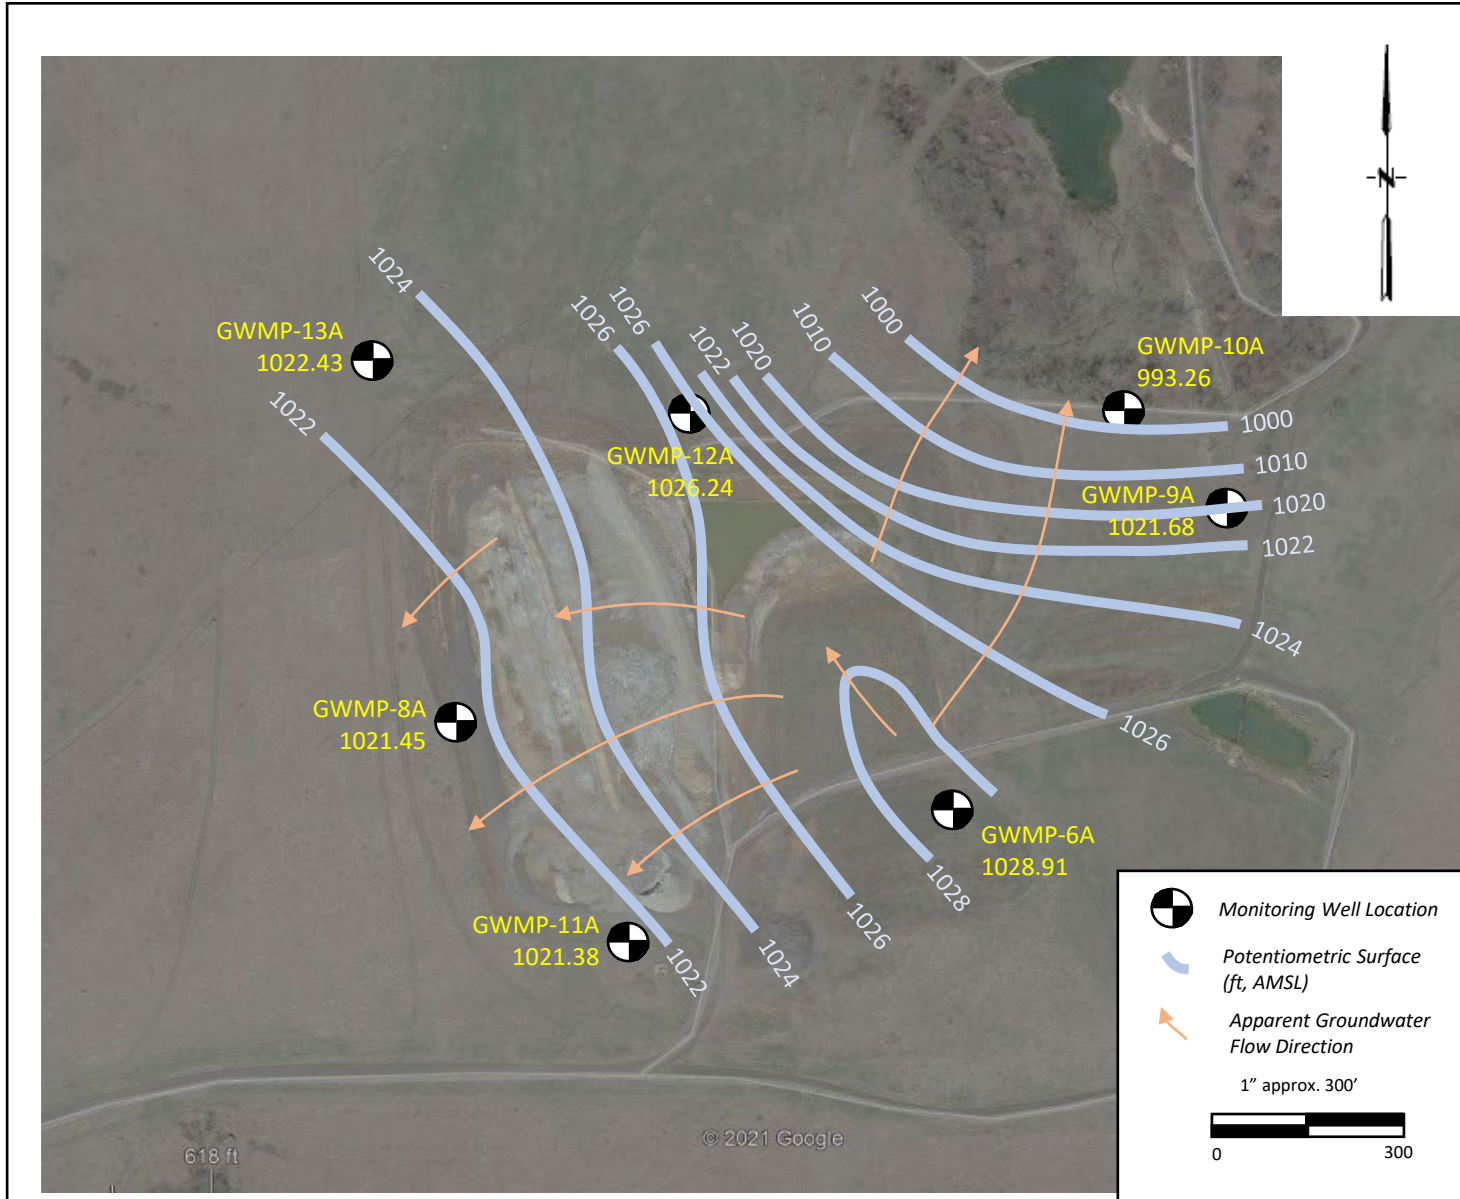 N
1024
GWMP-13A
1022.43
1022
1026
1026
1022
1020
1010
1000
GWMP-10A
993.26
1000
1010
GWMP-12A
1026.24
GWMP-9A
1021.68
1020
1022
1024
GWMP-8A
1021.45
1026
GWMP-6A
1028.91
1028
GWMP-11A
1021.38
1022
1024
1026
Monitoring Well Location
Potentiometric Surface
(ft, AMSL)
Apparent Groundwater
Flow Direction
1” approx. 300’
0 300
© 2021 Google
618 ft